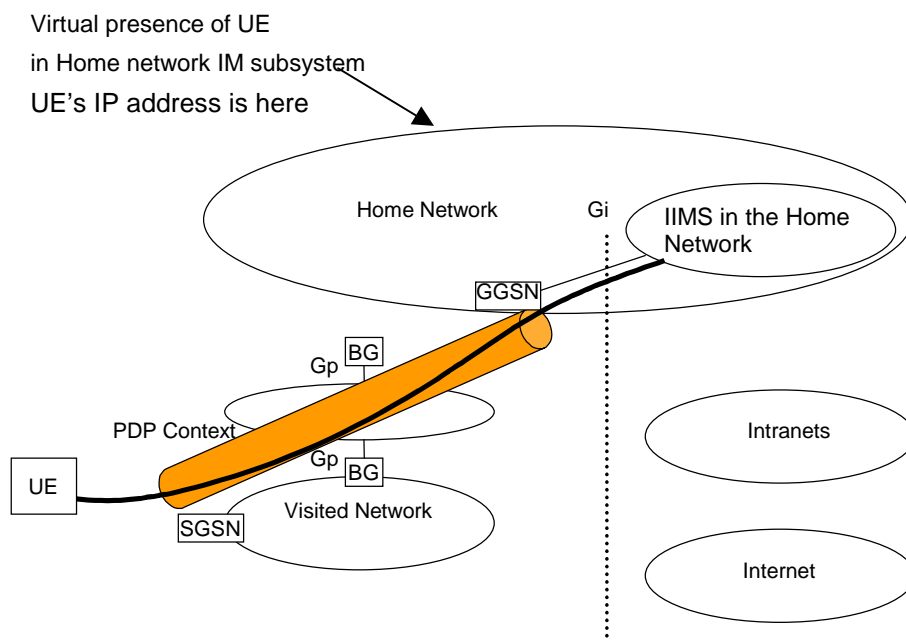 Virtual presence of UE
in Home network IM subsystem
UE's IP address is here
Home Network
Gi
IIMS in the Home
Network
GGSN
BG
Gp
PDP Context
Intranets
Gp
BG
UE
Visited Network
SGSN
Internet